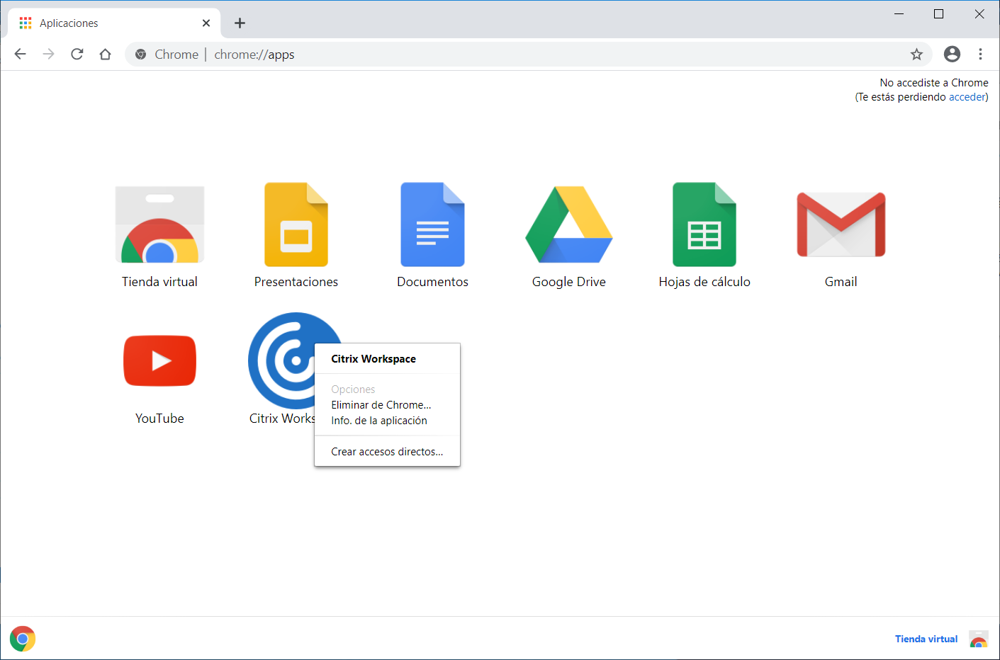 Aplicaciones
Chrome | chrome://apps
No accediste a Chrome
(Te estás perdiendo acceder)
Tienda virtual
Presentaciones
Documentos
Google Drive
Hojas de cálculo
Gmail
YouTube
Citrix Works
Citrix Workspace
Opciones
Eliminar de Chrome...
Info. de la aplicación
Crear accesos directos...
Tienda virtual